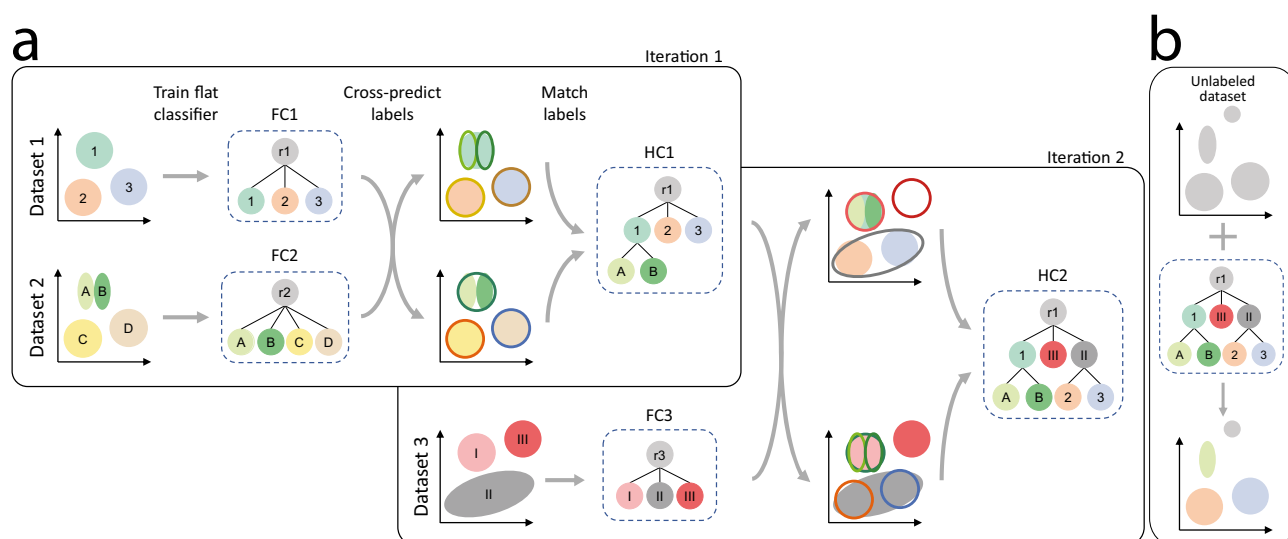 a
b
Iteration 1
Train flat
classifier
Cross-predict
labels
Match
labels
Dataset 1
1
2
3
FC1
r1
1 2 3
HC1
r1
1 2 3
A B
Dataset 2
A B
C
D
FC2
r2
A B C D
Iteration 2
Dataset 3
I
III
II
FC3
r3
I II III
HC2
r1
1 III II
A B 2 3
Unlabeled
dataset
r1
1 III II
A B 2 3